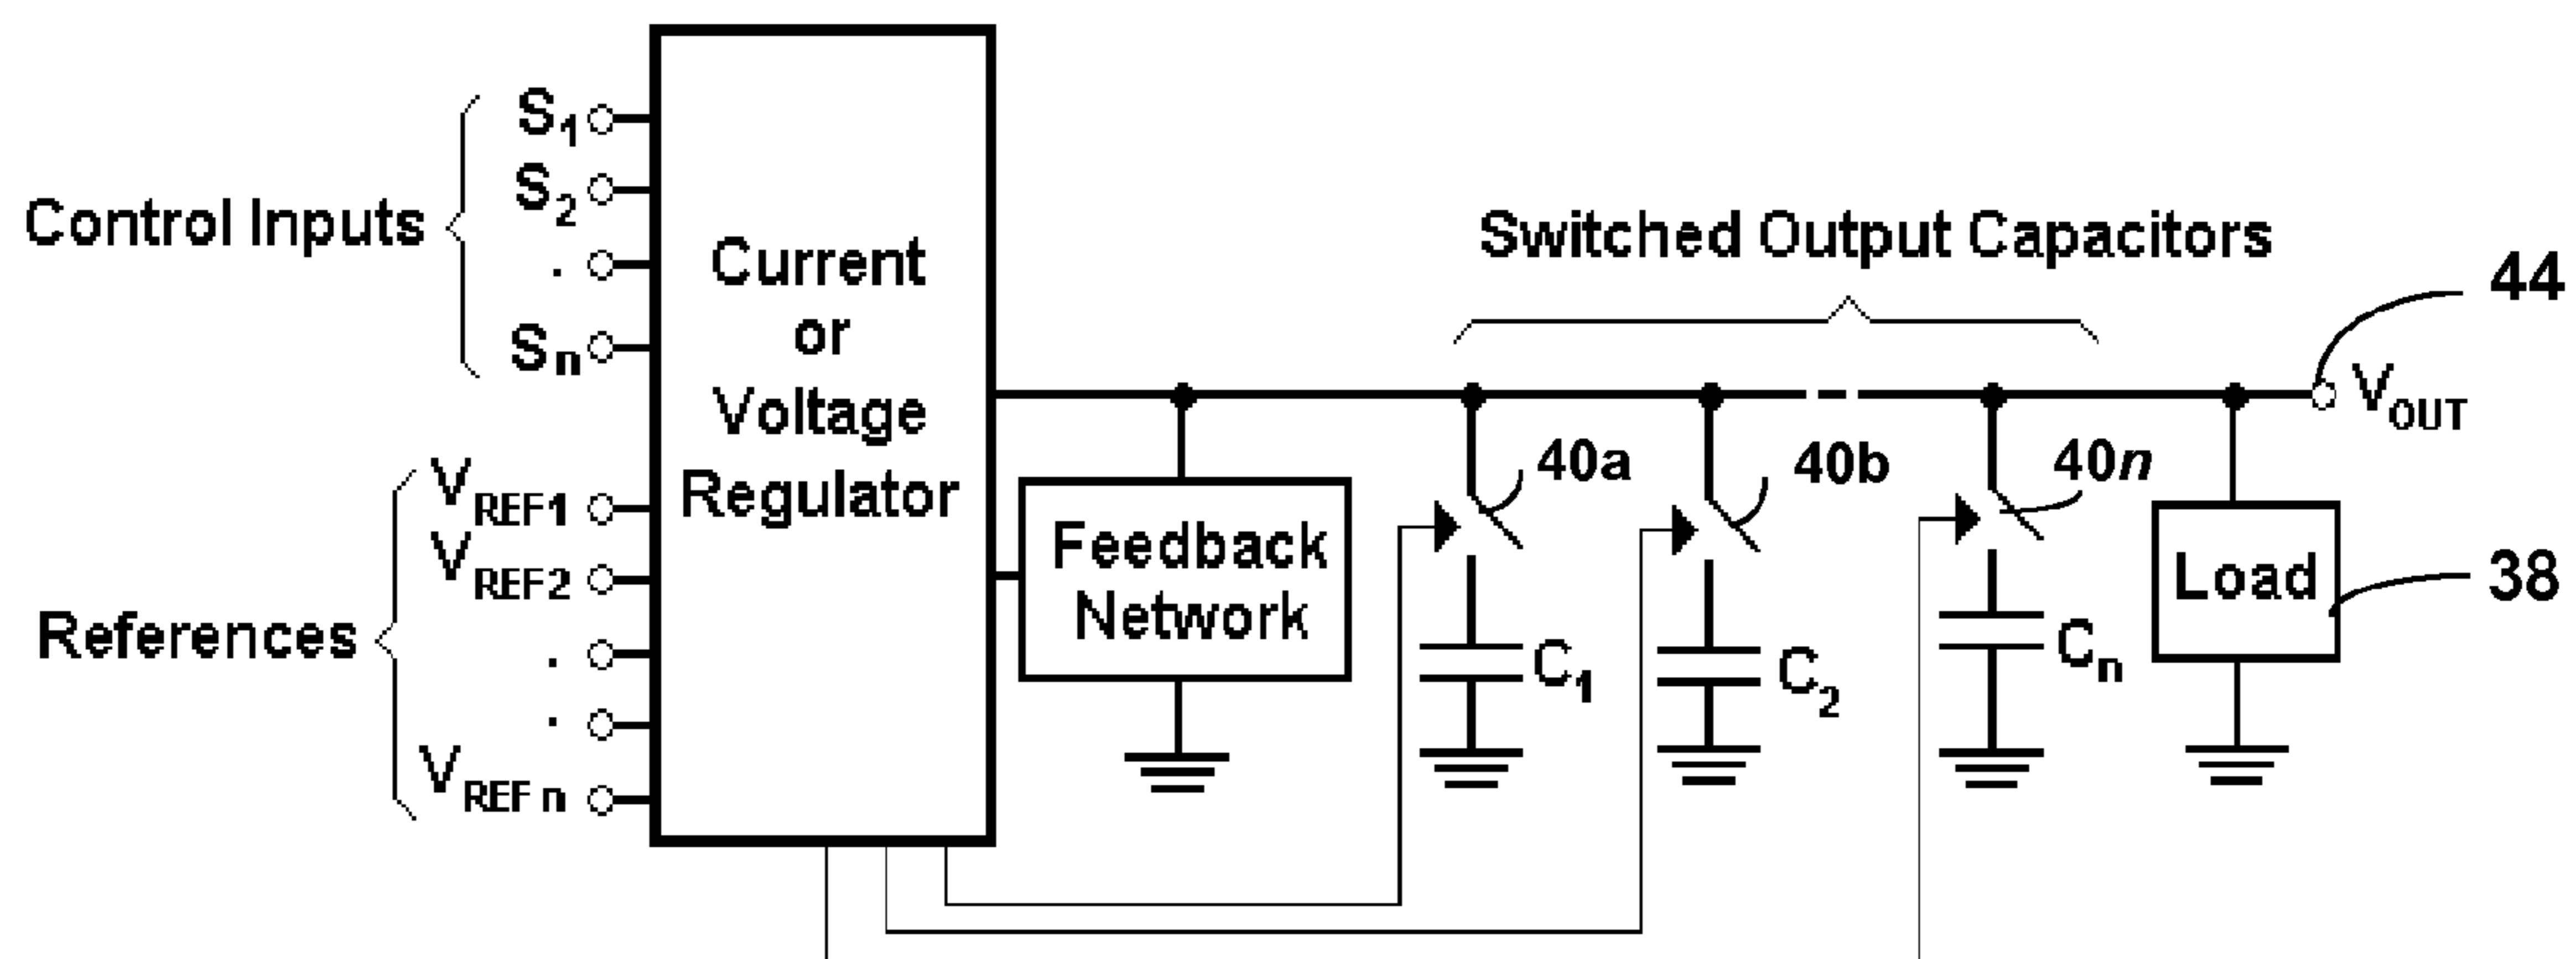 Control Inputs
S1
S2
.
Sn
References
VREF1
VREF2
.
.
VREFn
Current
or
Voltage
Regulator
Feedback
Network
Switched Output Capacitors
40a
40b
40n
C1
C2
Cn
Load
44
VOUT
38